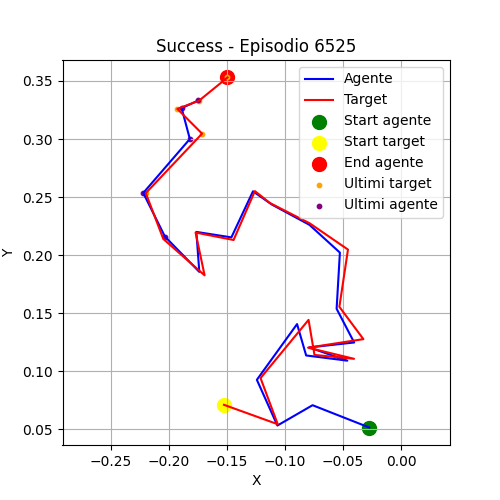 Success - Episodio 6525
Agente
Target
Start agente
Start target
End agente
Ultimi target
Ultimi agente
Y
0.35
0.30
0.25
0.20
0.15
0.10
0.05
−0.25
−0.20
−0.15
−0.10
−0.05
0.00
X